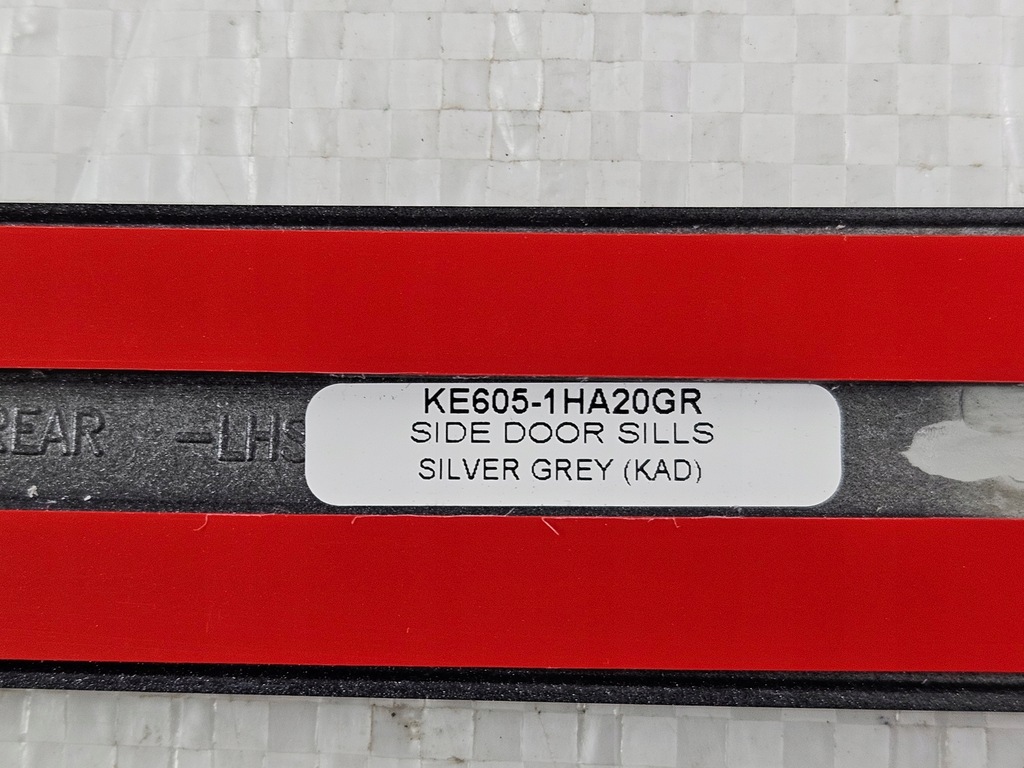 KE605-1HA20GR
SIDE DOOR SILLS
SILVER GREY (KAD)
REAR -LHS